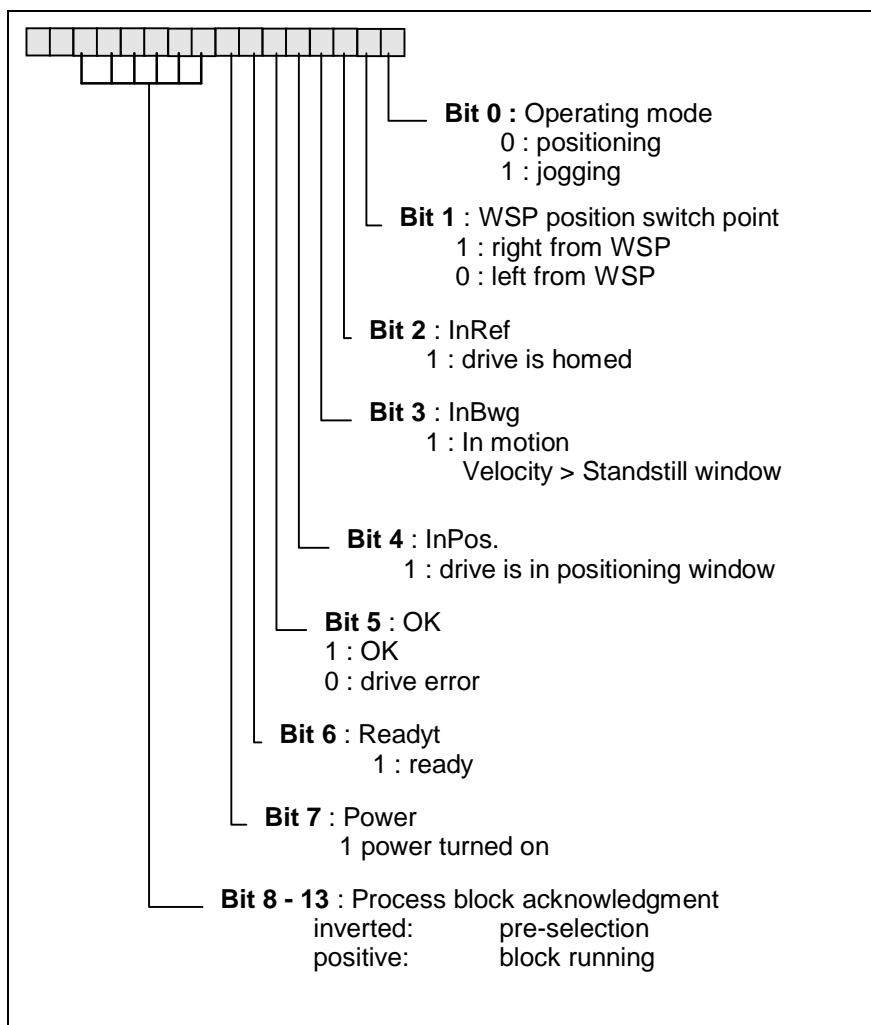 Bit 0 : Operating mode
0 : positioning
1 : jogging
Bit 1 : WSP position switch point
1 : right from WSP
0 : left from WSP
Bit 2 : InRef
1 : drive is homed
Bit 3 : InBwg
1 : In motion
Velocity > Standstill window
Bit 4 : InPos.
1 : drive is in positioning window
Bit 5 : OK
1 : OK
0 : drive error
Bit 6 : Readyt
1 : ready
Bit 7 : Power
1 power turned on
Bit 8 - 13 : Process block acknowledgment
inverted: pre-selection
positive: block running